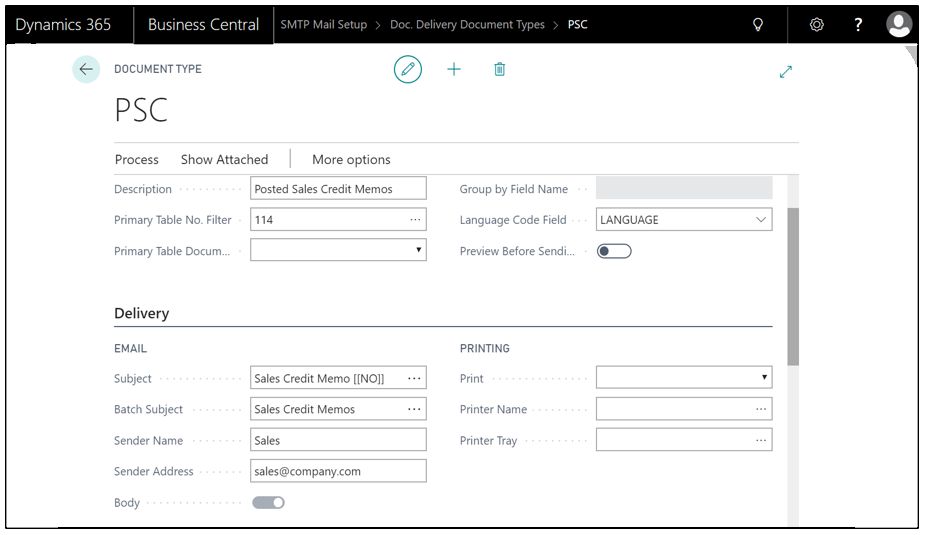 Dynamics 365 Business Central SMTP Mail Setup > Doc. Delivery Document Types > PSC ?
DOCUMENT TYPE
PSC
Process Show Attached More options
Description Posted Sales Credit Memos Group by Field Name
Primary Table No. Filter 114 ... Language Code Field LANGUAGE
Primary Table Docum... Preview Before Sendi...
Delivery
EMAIL PRINTING
Subject Sales Credit Memo [[NO]] ... Print
Batch Subject Sales Credit Memos ... Printer Name ...
Sender Name Sales Printer Tray ...
Sender Address sales@company.com
Body